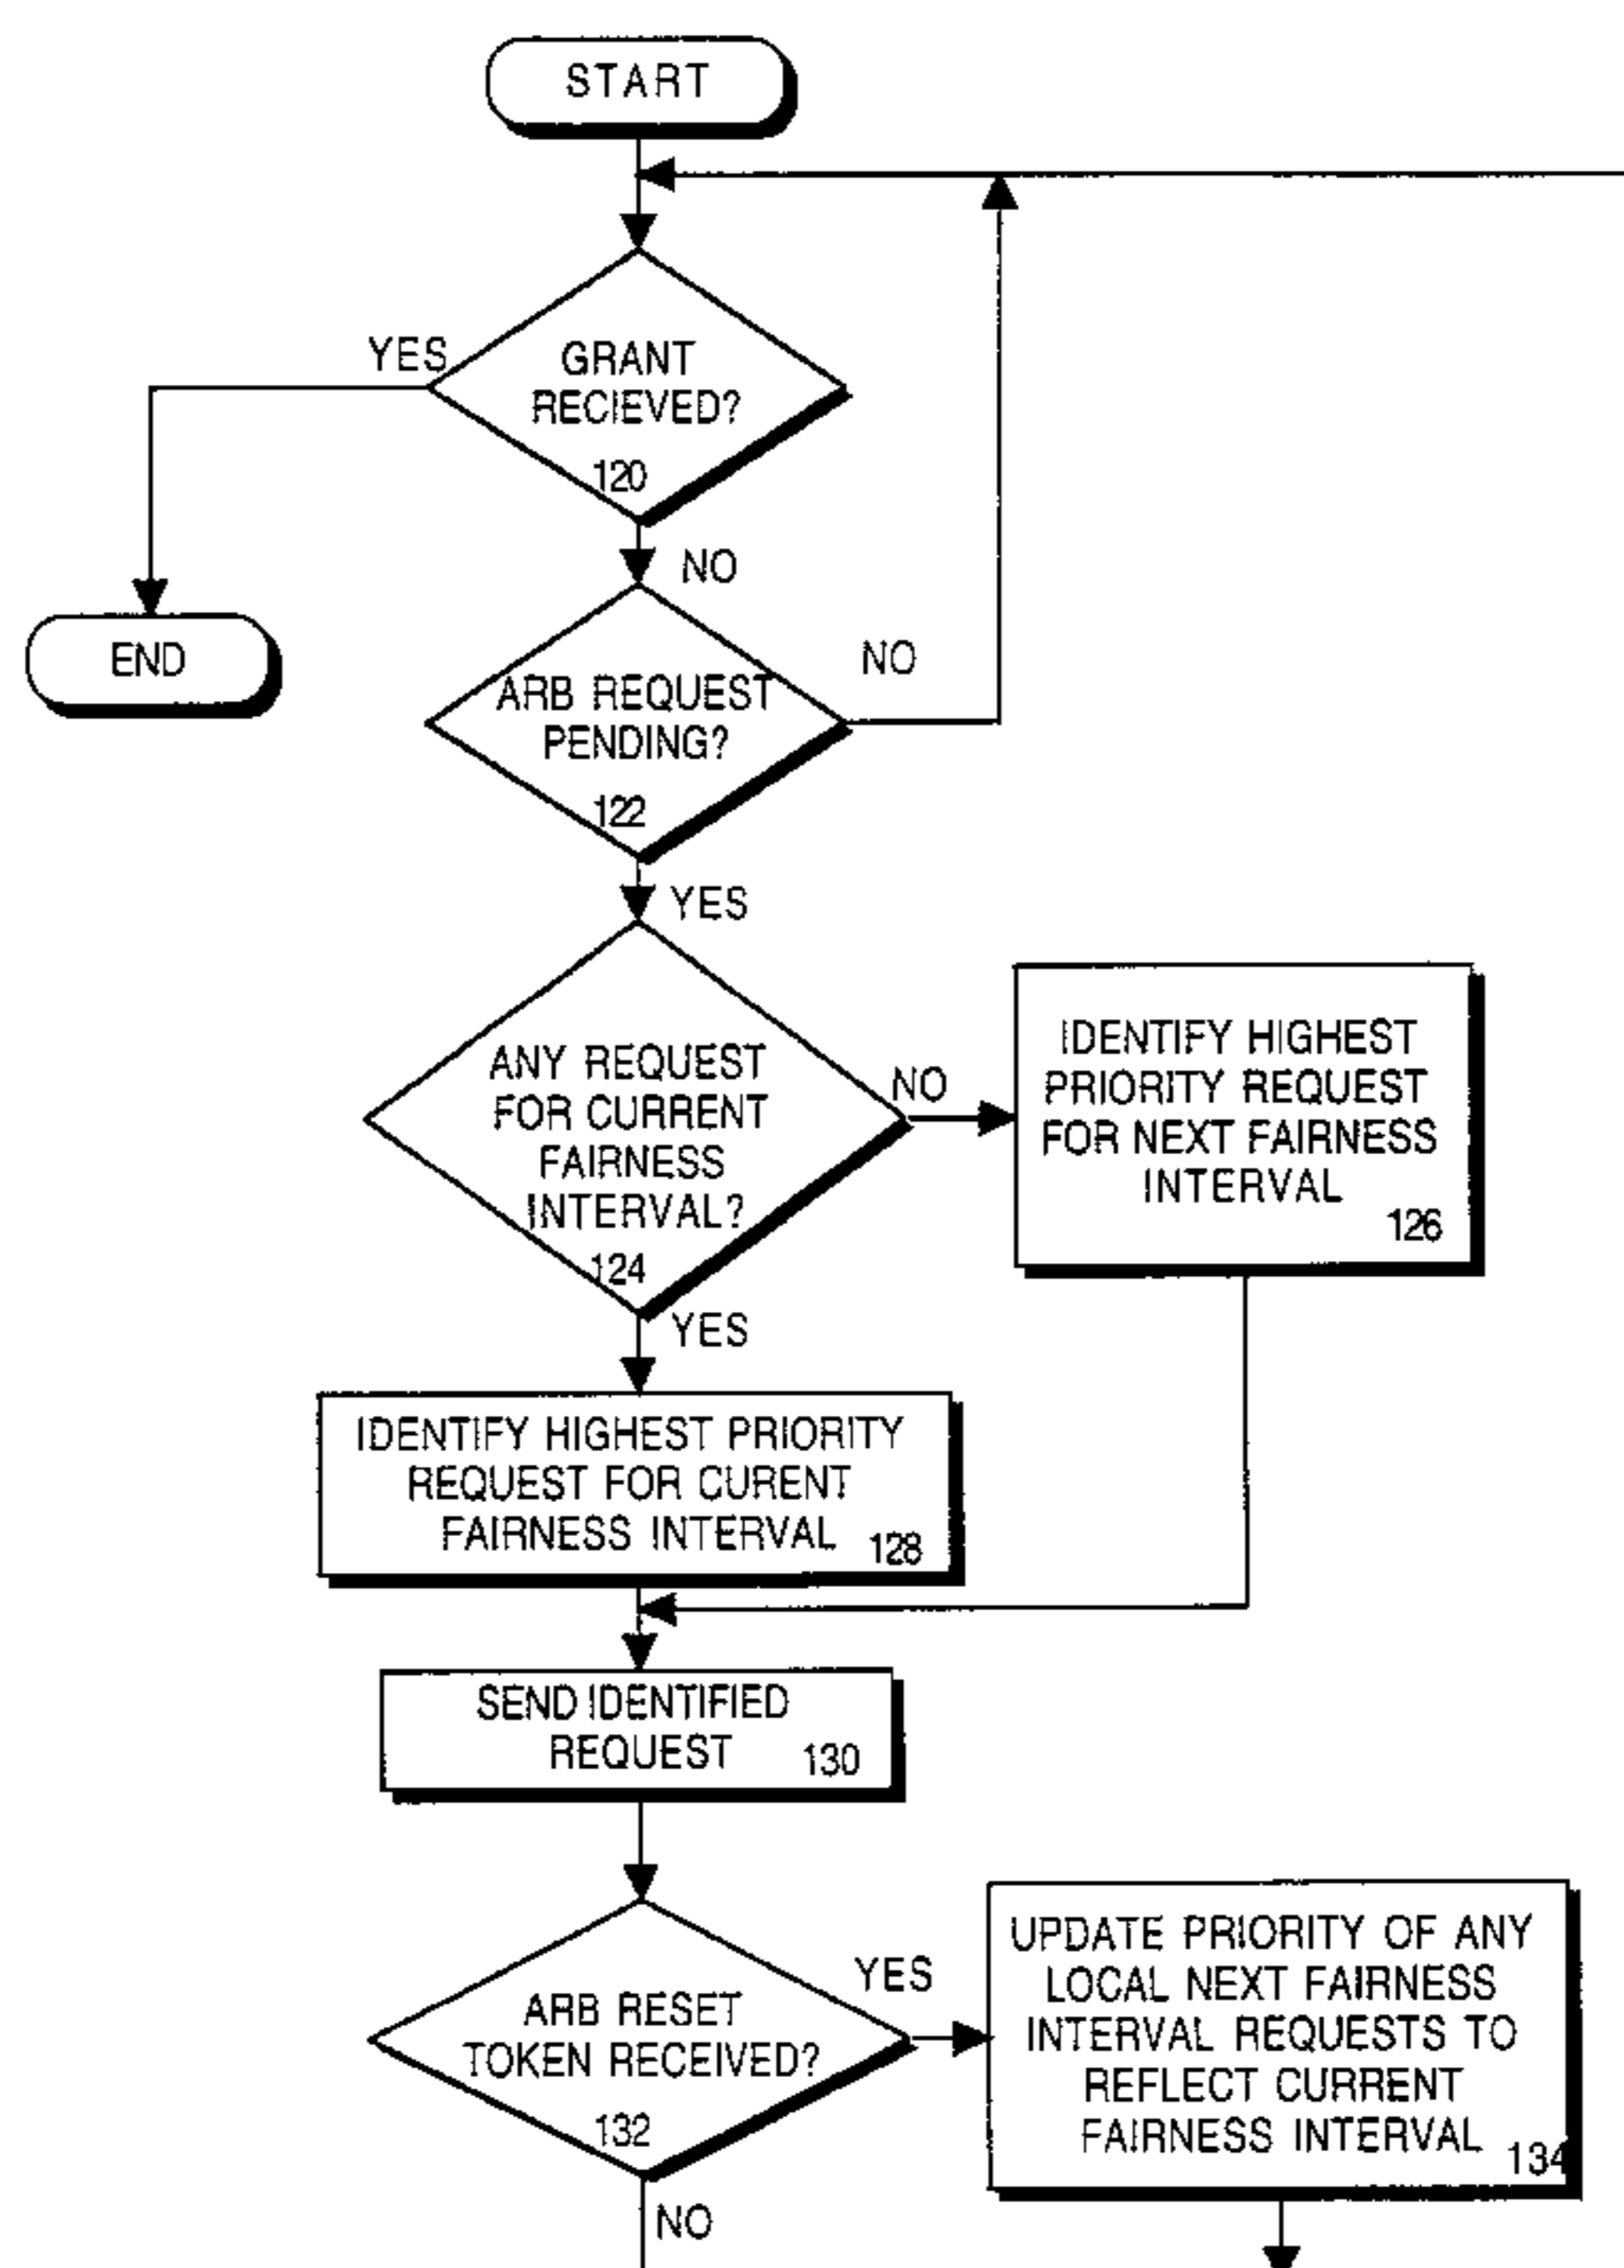 START
YES
GRANT
RECIEVED?
120
NO
END
NO
ARB REQUEST
PENDING?
122
YES
ANY REQUEST
FOR CURRENT
FAIRNESS
INTERVAL?
124
NO
IDENTIFY HIGHEST
PRIORITY REQUEST
FOR NEXT FAIRNESS
INTERVAL
126
YES
IDENTIFY HIGHEST PRIORITY
REQUEST FOR CURENT
FAIRNESS INTERVAL
128
SEND IDENTIFIED
REQUEST
130
ARB RESET
TOKEN RECEIVED?
132
YES
UPDATE PRIORITY OF ANY
LOCAL NEXT FAIRNESS
INTERVAL REQUESTS TO
REFLECT CURRENT
FAIRNESS INTERVAL
134
NO